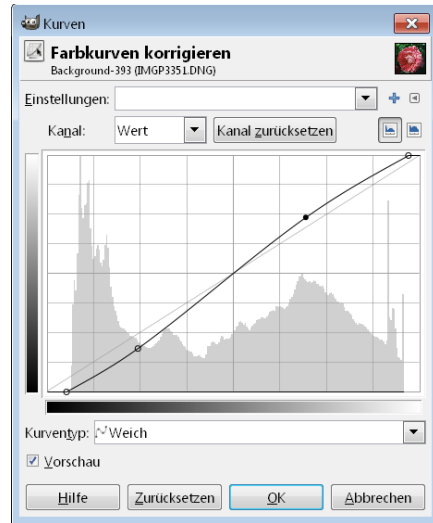 Kurven
Farbkurven korrigieren
Background-393 (IMGP3351.DNG)
Einstellungen:
Kanal: Wert Kanal zurücksetzen
Kurventyp: Weich
Vorschau
Hilfe Zurücksetzen OK Abbrechen